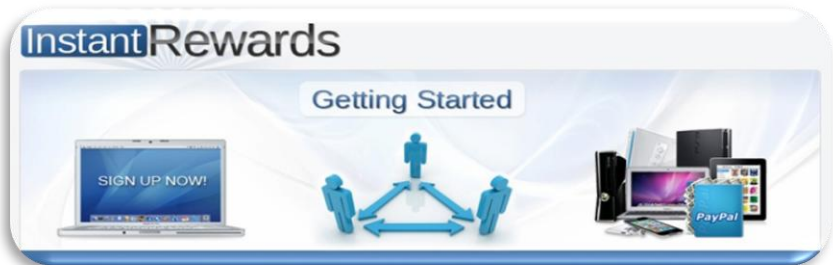 InstantRewards
Getting Started
SIGN UP NOW!
PayPal